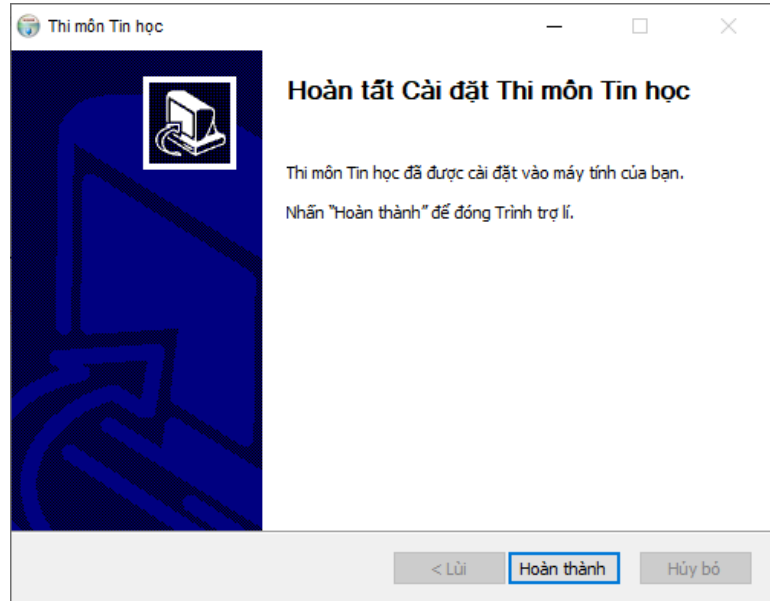 Thi môn Tin học
Hoàn tất Cài đặt Thi môn Tin học
Thi môn Tin học đã được cài đặt vào máy tính của bạn.
Nhấn “Hoàn thành” để đóng Trình trợ lí.
< Lùi
Hoàn thành
Hủy bỏ